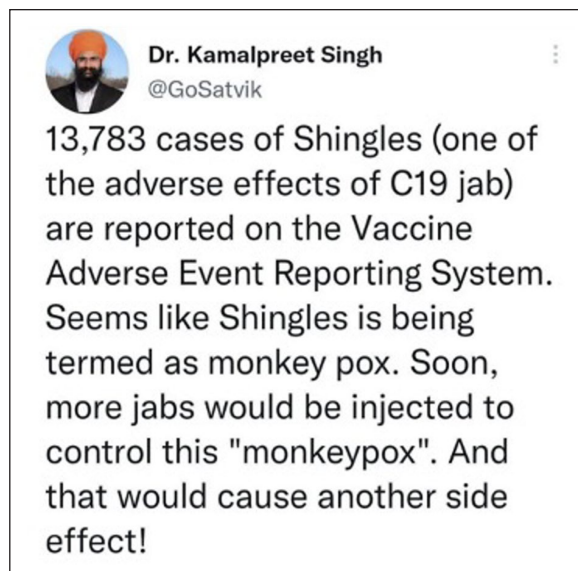 Dr. Kamalpreet Singh
@GoSatvik
13,783 cases of Shingles (one of
the adverse effects of C19 jab)
are reported on the Vaccine
Adverse Event Reporting System.
Seems like Shingles is being
termed as monkey pox. Soon,
more jabs would be injected to
control this "monkeypox". And
that would cause another side
effect!